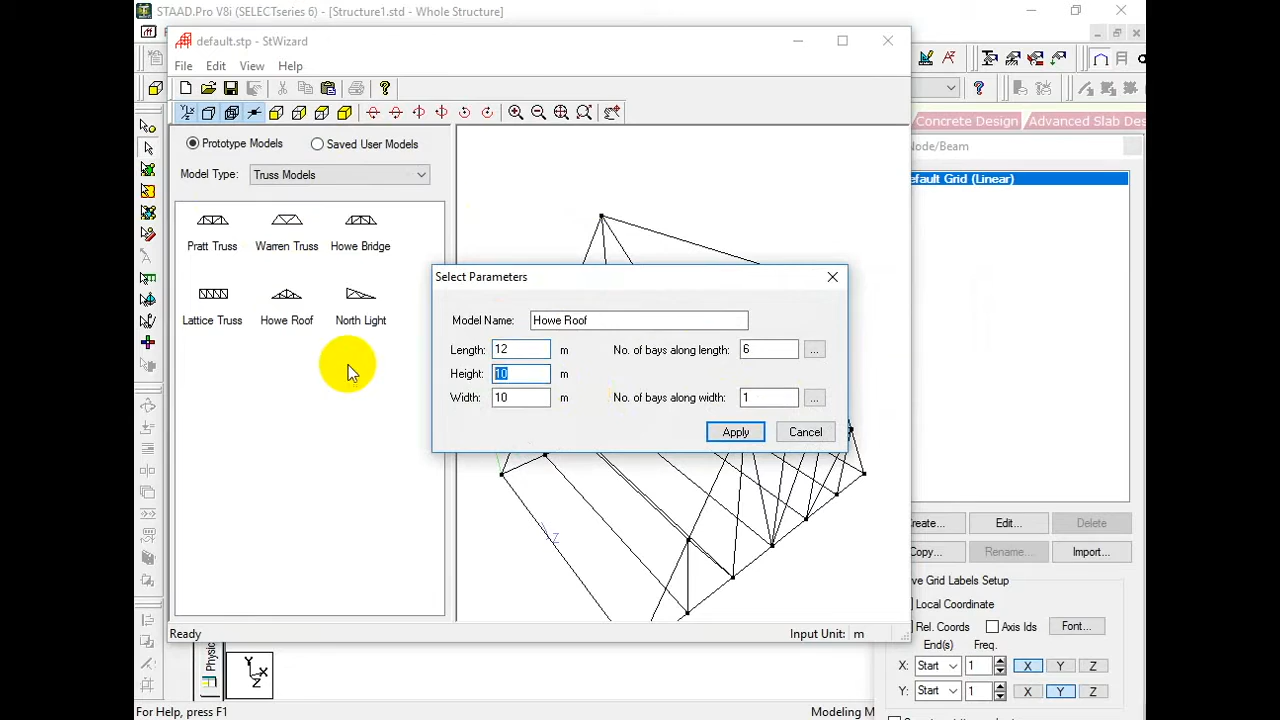 STAAD.Pro V8i (SELECTseries 6) - [Structure1.std - Whole Structure]
default.stp - StWizard
File Edit View Help
Concrete Design Advanced Slab Des
Prototype Models Saved User Models
Model Type: Truss Models
Pratt Truss Warren Truss Howe Bridge
Lattice Truss Howe Roof North Light
Select Parameters
Model Name: Howe Roof
Length: 12 m No. of bays along length: 6 ...
Height: 10 m
Width: 10 m No. of bays along width: 1 ...
Apply Cancel
Z
Ready Input Unit: m
Node/Beam
efault Grid (Linear)
reate... Edit... Delete
Copy... Rename... Import...
ve Grid Labels Setup
Local Coordinate
Rel. Coords Axis Ids Font...
End(s) Freq.
X: Start 1 X Y Z
Y: Start 1 X Y Z
Physic
Y X
Z
For Help, press F1 Modeling M